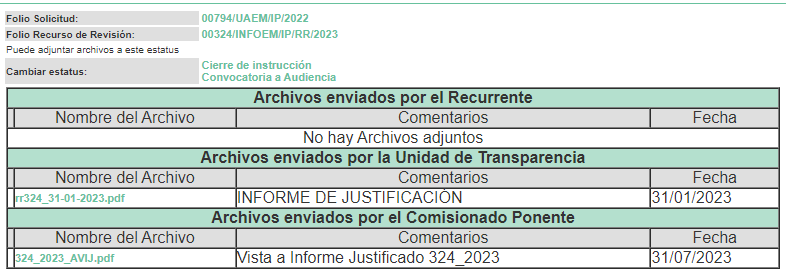 Folio Solicitud: 00794/UAEM/IP/2022
Folio Recurso de Revisión: 00324/INFOEM/IP/RR/2023
Puede adjuntar archivos a este estatus
Cambiar estatus: Cierre de instrucción
Convocatoria a Audiencia
Archivos enviados por el Recurrente
Nombre del Archivo Comentarios Fecha
No hay Archivos adjuntos
Archivos enviados por la Unidad de Transparencia
Nombre del Archivo Comentarios Fecha
rr324_31-01-2023.pdf INFORME DE JUSTIFICACIÓN 31/01/2023
Archivos enviados por el Comisionado Ponente
Nombre del Archivo Comentarios Fecha
324_2023_AVIJ.pdf Vista a Informe Justificado 324_2023 31/07/2023